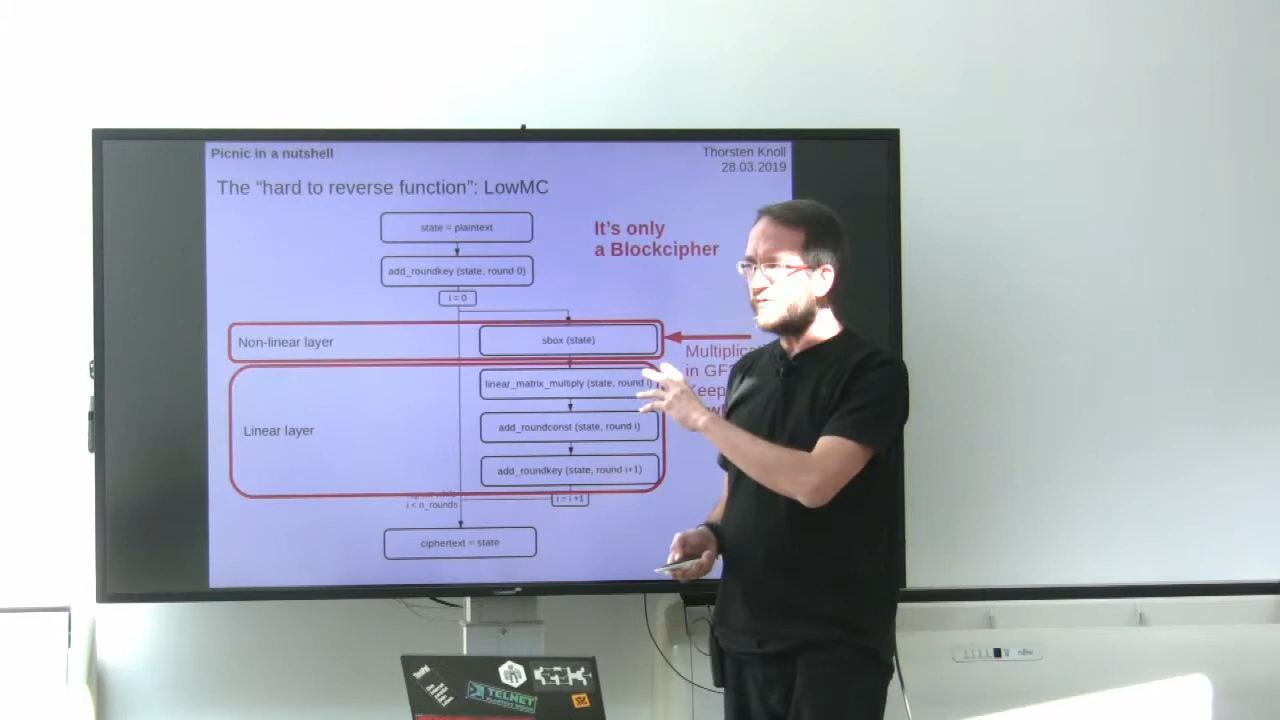 Picnic in a nutshell
Thorsten Knoll
28.03.2019
The “hard to reverse function”: LowMC
state = plaintext
It's only
a Blockcipher
add_roundkey (state, round 0)
i = 0
Non-linear layer
sbox (state)
linear_matrix_multiply (state, round i)
in
Linear layer
add_roundconst (state, round i)
add_roundkey (state, round i+1)
i < n_rounds
i = i +1
ciphertext = state
TELNET